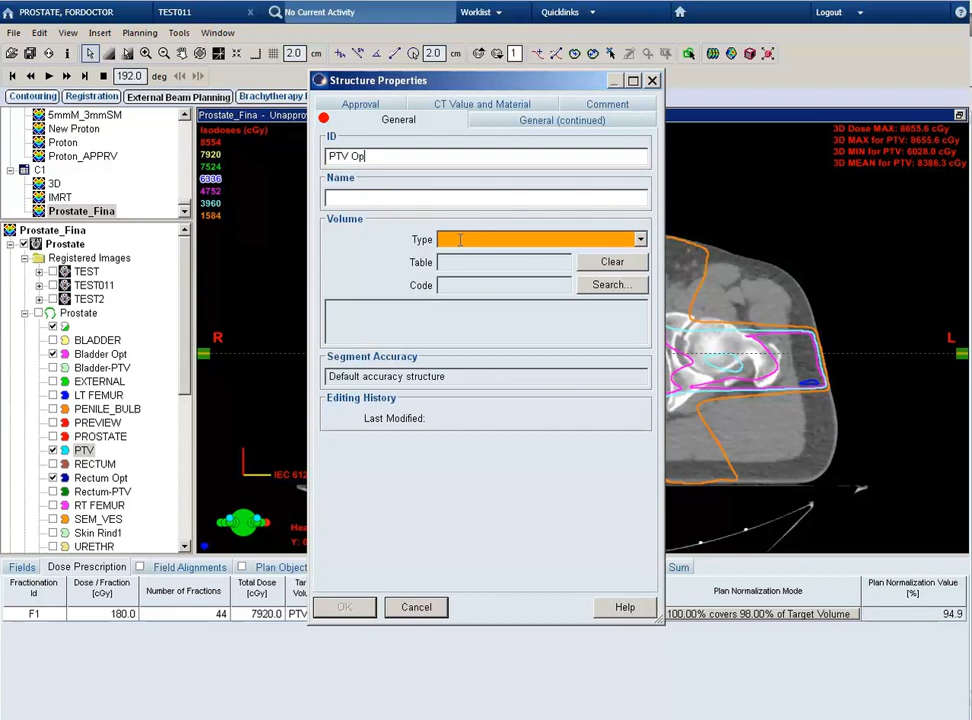 PROSTATE, FORDOCTOR
TEST011
x
No Current Activity
Worklist
Quicklinks
Logout
File Edit View Insert Planning Tools Window
2.0 cm
2.0 cm
1
192.0 deg
Contouring
Registration
External Beam Planning
Brachytherapy
5mmM_3mmSM
New Proton
Proton
Proton_APPRV
C1
3D
IMRT
Prostate_Fina
Prostate_Fina
Prostate
Registered Images
TEST
TEST011
TEST2
Prostate
BLADDER
Bladder Opt
Bladder-PTV
EXTERNAL
LT FEMUR
PENILE_BULB
PREVIEW
PROSTATE
PTV
RECTUM
Rectum Opt
Rectum-PTV
RT FEMUR
SEM_VES
Skin Rind1
URETHR
Prostate_Fina - Unapprov
Isodoses (cGy)
8554
7920
7524
6336
4752
3960
1584
R
L
IEC 612
Hea
Y: 0
3D Dose MAX: 8655.6 cGy
3D MAX for PTV: 8655.6 cGy
3D MIN for PTV: 6028.0 cGy
3D MEAN for PTV: 8386.3 cGy
Structure Properties
Approval
CT Value and Material
Comment
General
General (continued)
ID
PTV Op
Name
Volume
Type
Table
Clear
Code
Search...
Segment Accuracy
Default accuracy structure
Editing History
Last Modified:
OK
Cancel
Help
Fields
Dose Prescription
Field Alignments
Plan Objec
Sum
Fractionation Id
Dose / Fraction [cGy]
Number of Fractions
Total Dose [cGy]
Tar Volu
Plan Normalization Mode
Plan Normalization Value [%]
F1 180.0 44 7920.0 PTV 100.00% covers 98.00% of Target Volume 94.9